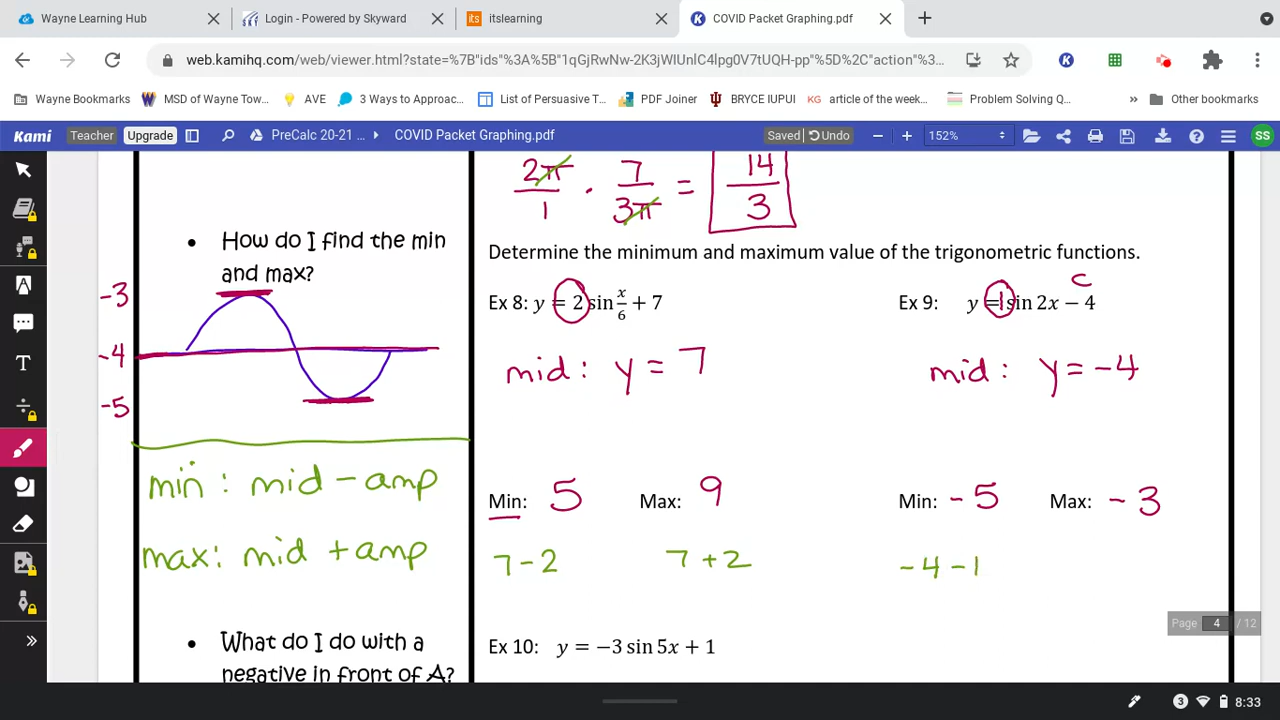 Wayne Learning Hub
Login - Powered by Skyward
its itslearning
K COVID Packet Graphing.pdf
web.kamihq.com/web/viewer.html?state=%7B"ids"%3A%5B"1qGjRwNw-2K3jWIUnlC4lpg0V7tUQH-pp"%5D%2C"action"%3...
Wayne Bookmarks
MSD of Wayne Tow...
AVE
3 Ways to Approac...
List of Persuasive T...
PDF Joiner
BRYCE IUPUI
KG article of the week...
Problem Solving Q...
» Other bookmarks
Kami Teacher Upgrade
PreCalc 20-21 ...
COVID Packet Graphing.pdf
Saved Undo
152%
SS
2π/1 · 7/3π = 14/3
• How do I find the min
and max?
-3
-4
-5
min : mid - amp
max: mid + amp
• What do I do with a
negative in front of A?
Determine the minimum and maximum value of the trigonometric functions.
Ex 8: y = 2 sin x/6 + 7
mid : y = 7
Min: 5 Max: 9
7 - 2 7 + 2
C
Ex 9: y = 1 sin 2x − 4
mid : y = -4
Min: -5 Max: -3
-4 -1
Ex 10: y = −3 sin 5x + 1
Page 4 / 12
3 8:33